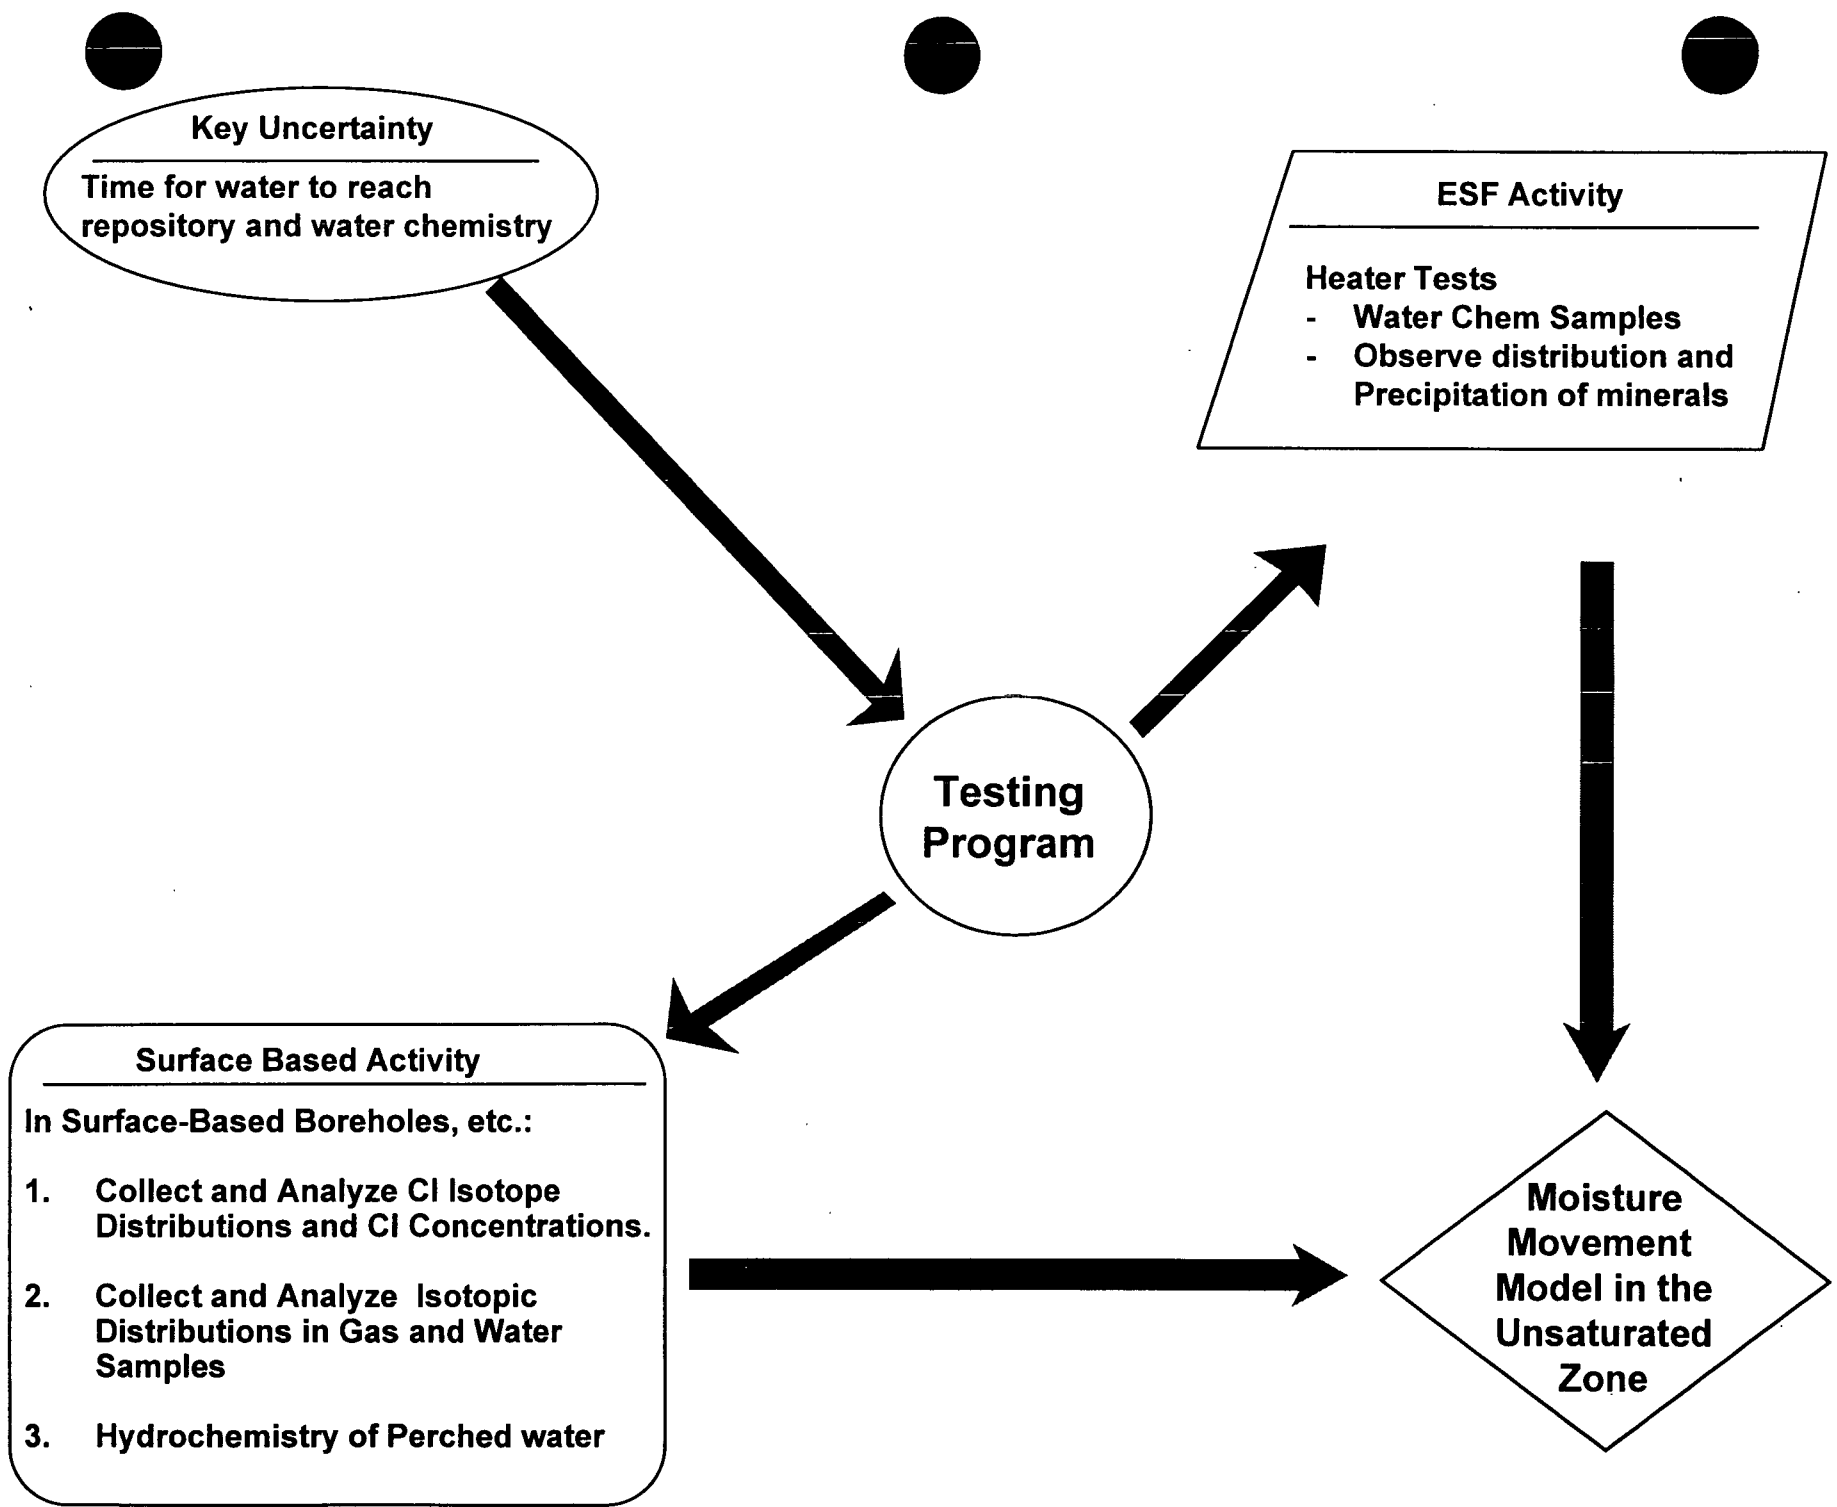 Key Uncertainty
Time for water to reach
repository and water chemistry
ESF Activity
Heater Tests
- Water Chem Samples
- Observe distribution and
Precipitation of minerals
Testing
Program
Surface Based Activity
In Surface-Based Boreholes, etc.:
1. Collect and Analyze Cl Isotope
Distributions and Cl Concentrations.
2. Collect and Analyze Isotopic
Distributions in Gas and Water
Samples
3. Hydrochemistry of Perched water
Moisture
Movement
Model in the
Unsaturated
Zone